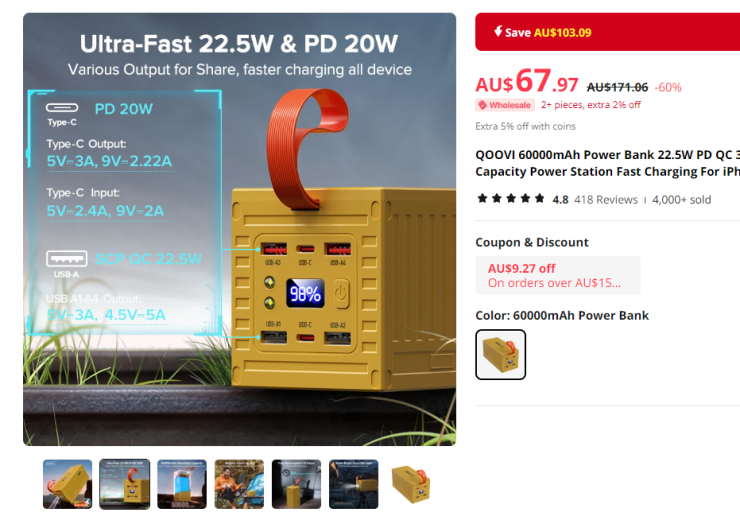 Ultra-Fast 22.5W & PD 20W
Various Output for Share, faster charging all device
PD 20W
Type-C
Type-C Output:
5V⎓3A, 9V⎓2.22A
Type-C Input:
5V⎓2.4A, 9V⎓2A
SCP QC 22.5W
USB-A
USB A1-A4 Output:
5V⎓3A, 4.5V⎓5A
USB-A3 USB-C USB-A4
98%
USB-A1 USB-C USB-A2
Save AU$103.09
AU$67.97 AU$171.06 -60%
Wholesale 2+ pieces, extra 2% off
Extra 5% off with coins
QOOVI 60000mAh Power Bank 22.5W PD QC 3
Capacity Power Station Fast Charging For iPh
4.8 418 Reviews 4,000+ sold
Coupon & Discount
AU$9.27 off
On orders over AU$15...
Color: 60000mAh Power Bank